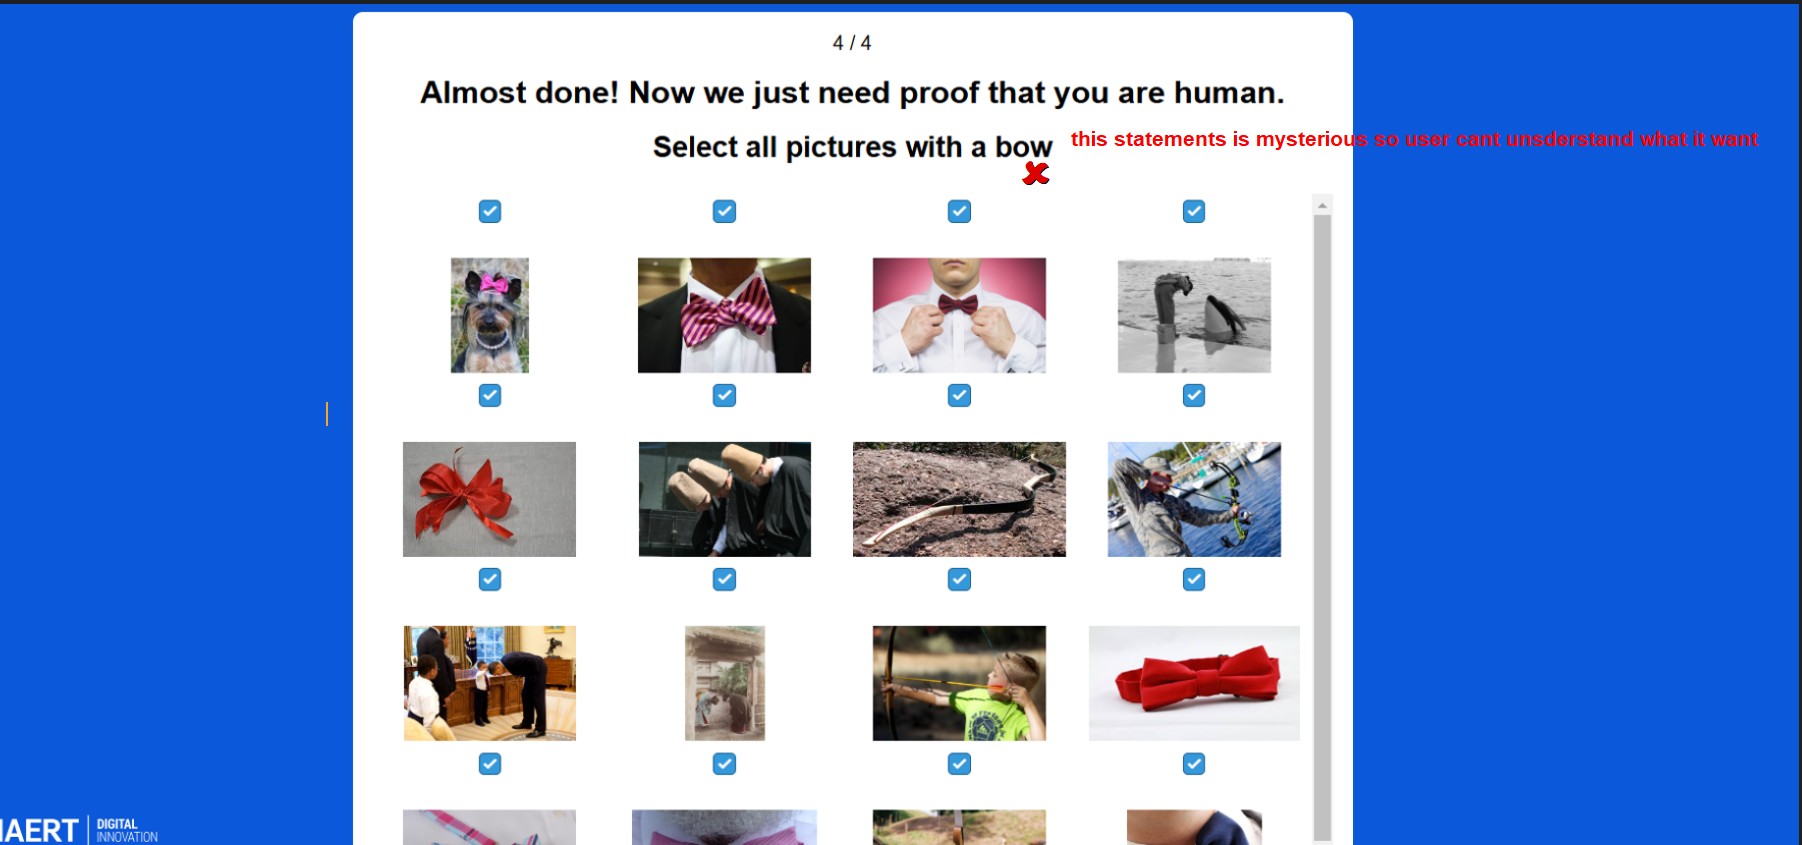 4 / 4
Almost done! Now we just need proof that you are human.
Select all pictures with a bow
this statements is mysterious so user cant unsderstand what it want
AERT
DIGITAL
INNOVATION